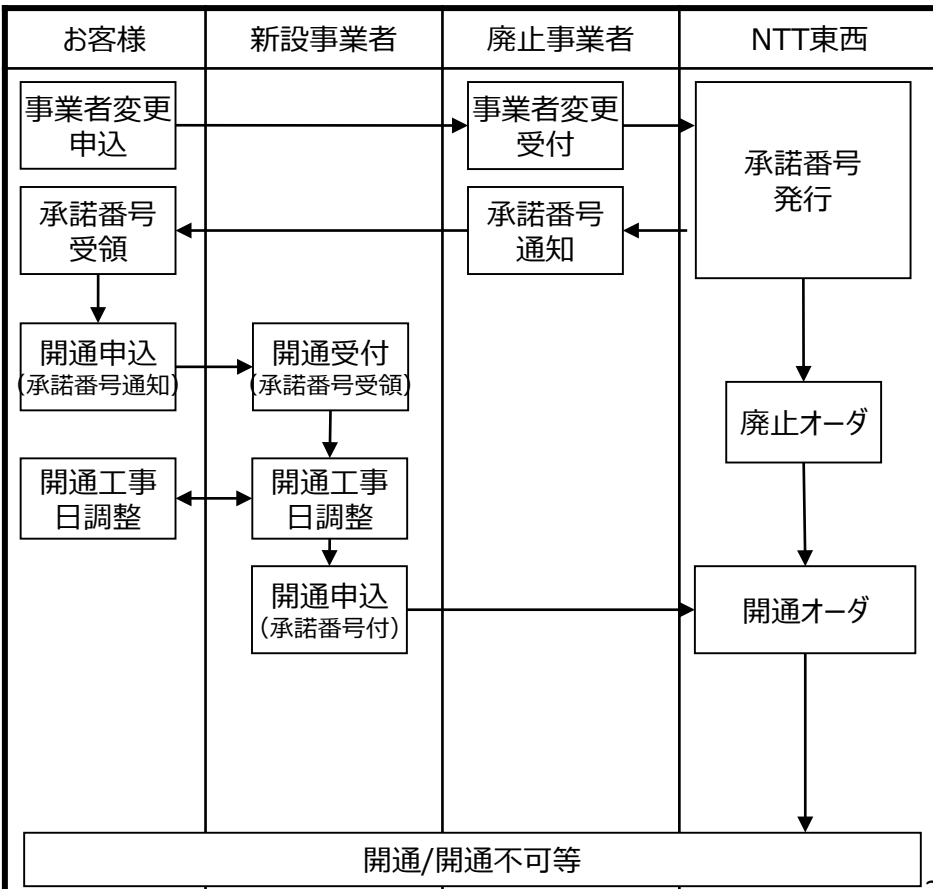 お客様
新設事業者
廃止事業者
NTT東西
事業者変更
申込
事業者変更
受付
承諾番号
発行
承諾番号
受領
承諾番号
通知
開通申込
(承諾番号通知)
開通受付
(承諾番号受領)
廃止オーダ
開通工事
日調整
開通工事
日調整
開通申込
(承諾番号付)
開通オーダ
開通/開通不可等